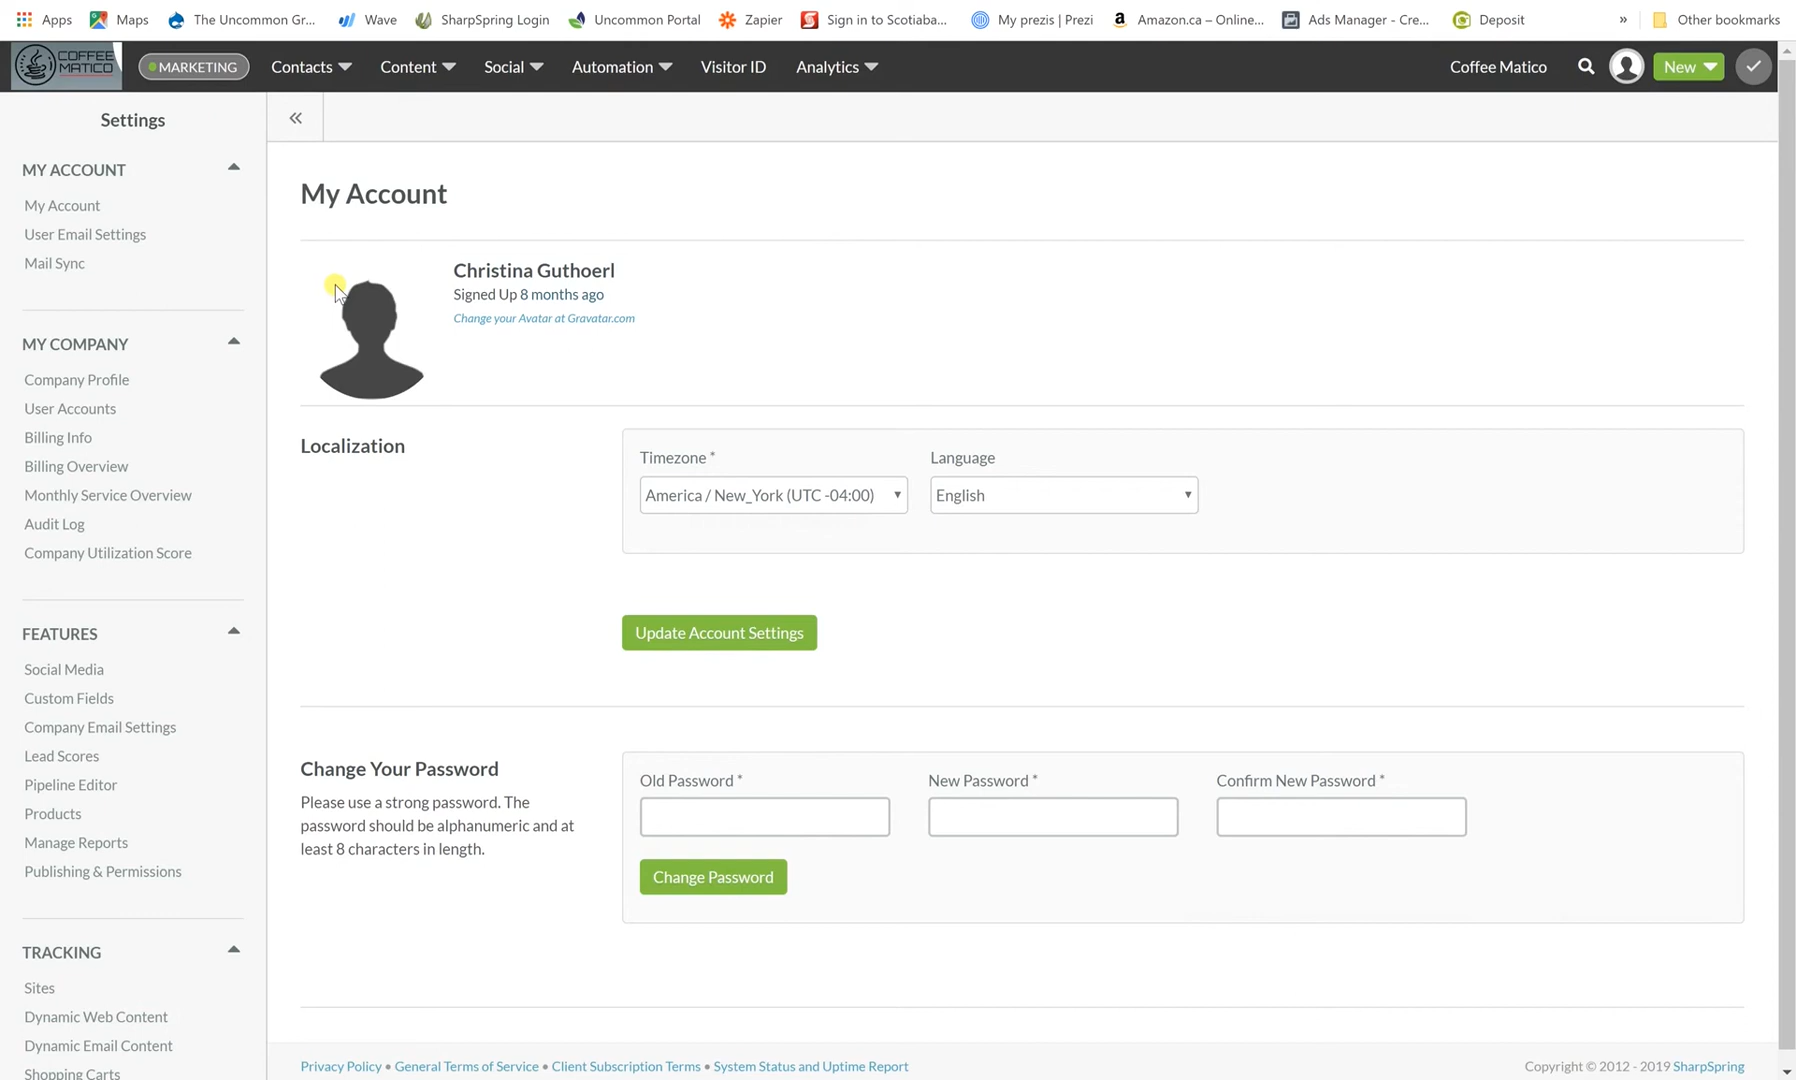 Apps
Maps
The Uncommon Gr...
Wave
SharpSpring Login
Uncommon Portal
Zapier
Sign in to Scotiaba...
My prezis | Prezi
Amazon.ca – Online...
Ads Manager - Cre...
Deposit
»
Other bookmarks
COFFEE MATICO
MARKETING
Contacts
Content
Social
Automation
Visitor ID
Analytics
Coffee Matico
New
Settings
MY ACCOUNT
My Account
User Email Settings
Mail Sync
MY COMPANY
Company Profile
User Accounts
Billing Info
Billing Overview
Monthly Service Overview
Audit Log
Company Utilization Score
FEATURES
Social Media
Custom Fields
Company Email Settings
Lead Scores
Pipeline Editor
Products
Manage Reports
Publishing & Permissions
TRACKING
Sites
Dynamic Web Content
Dynamic Email Content
Shopping Carts
«
My Account
Christina Guthoerl
Signed Up 8 months ago
Change your Avatar at Gravatar.com
Localization
Timezone *
Language
America / New_York (UTC -04:00)
English
Update Account Settings
Change Your Password
Please use a strong password. The
password should be alphanumeric and at
least 8 characters in length.
Old Password *
New Password *
Confirm New Password *
Change Password
Privacy Policy • General Terms of Service • Client Subscription Terms • System Status and Uptime Report
Copyright © 2012 - 2019 SharpSpring